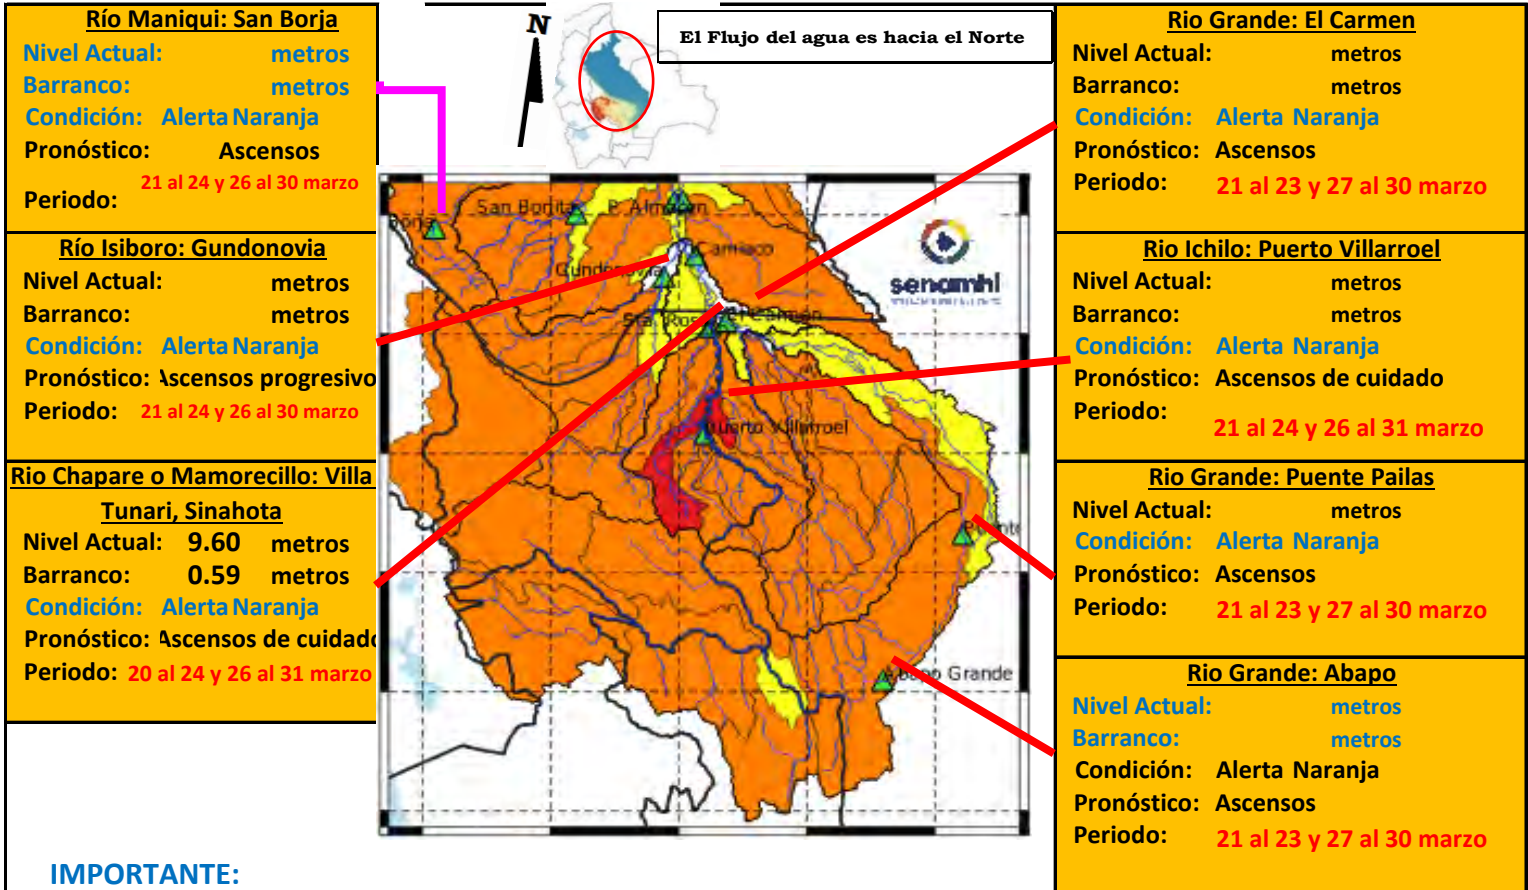 Río Maniqui: San Borja
Nivel Actual: metros
Barranco: metros
Condición: Alerta Naranja
Pronóstico: Ascensos
21 al 24 y 26 al 30 marzo
Periodo:
Río Isiboro: Gundonovia
Nivel Actual: metros
Barranco: metros
Condición: Alerta Naranja
Pronóstico: Ascensos progresivo
Periodo: 21 al 24 y 26 al 30 marzo
Rio Chapare o Mamorecillo: Villa
Tunari, Sinahota
Nivel Actual: 9.60 metros
Barranco: 0.59 metros
Condición: Alerta Naranja
Pronóstico: Ascensos de cuidado
Periodo: 20 al 24 y 26 al 31 marzo
IMPORTANTE:
N
El Flujo del agua es hacia el Norte
San Bonita
P. Almacen
Camiaco
Gundonovia
senamhi
Sta. Rosa
El Carmen
Puerto Villarroel
Abapo Grande
Rio Grande: El Carmen
Nivel Actual: metros
Barranco: metros
Condición: Alerta Naranja
Pronóstico: Ascensos
Periodo: 21 al 23 y 27 al 30 marzo
Rio Ichilo: Puerto Villarroel
Nivel Actual: metros
Barranco: metros
Condición: Alerta Naranja
Pronóstico: Ascensos de cuidado
Periodo:
21 al 24 y 26 al 31 marzo
Rio Grande: Puente Pailas
Nivel Actual: metros
Condición: Alerta Naranja
Pronóstico: Ascensos
Periodo: 21 al 23 y 27 al 30 marzo
Rio Grande: Abapo
Nivel Actual: metros
Barranco: metros
Condición: Alerta Naranja
Pronóstico: Ascensos
Periodo: 21 al 23 y 27 al 30 marzo